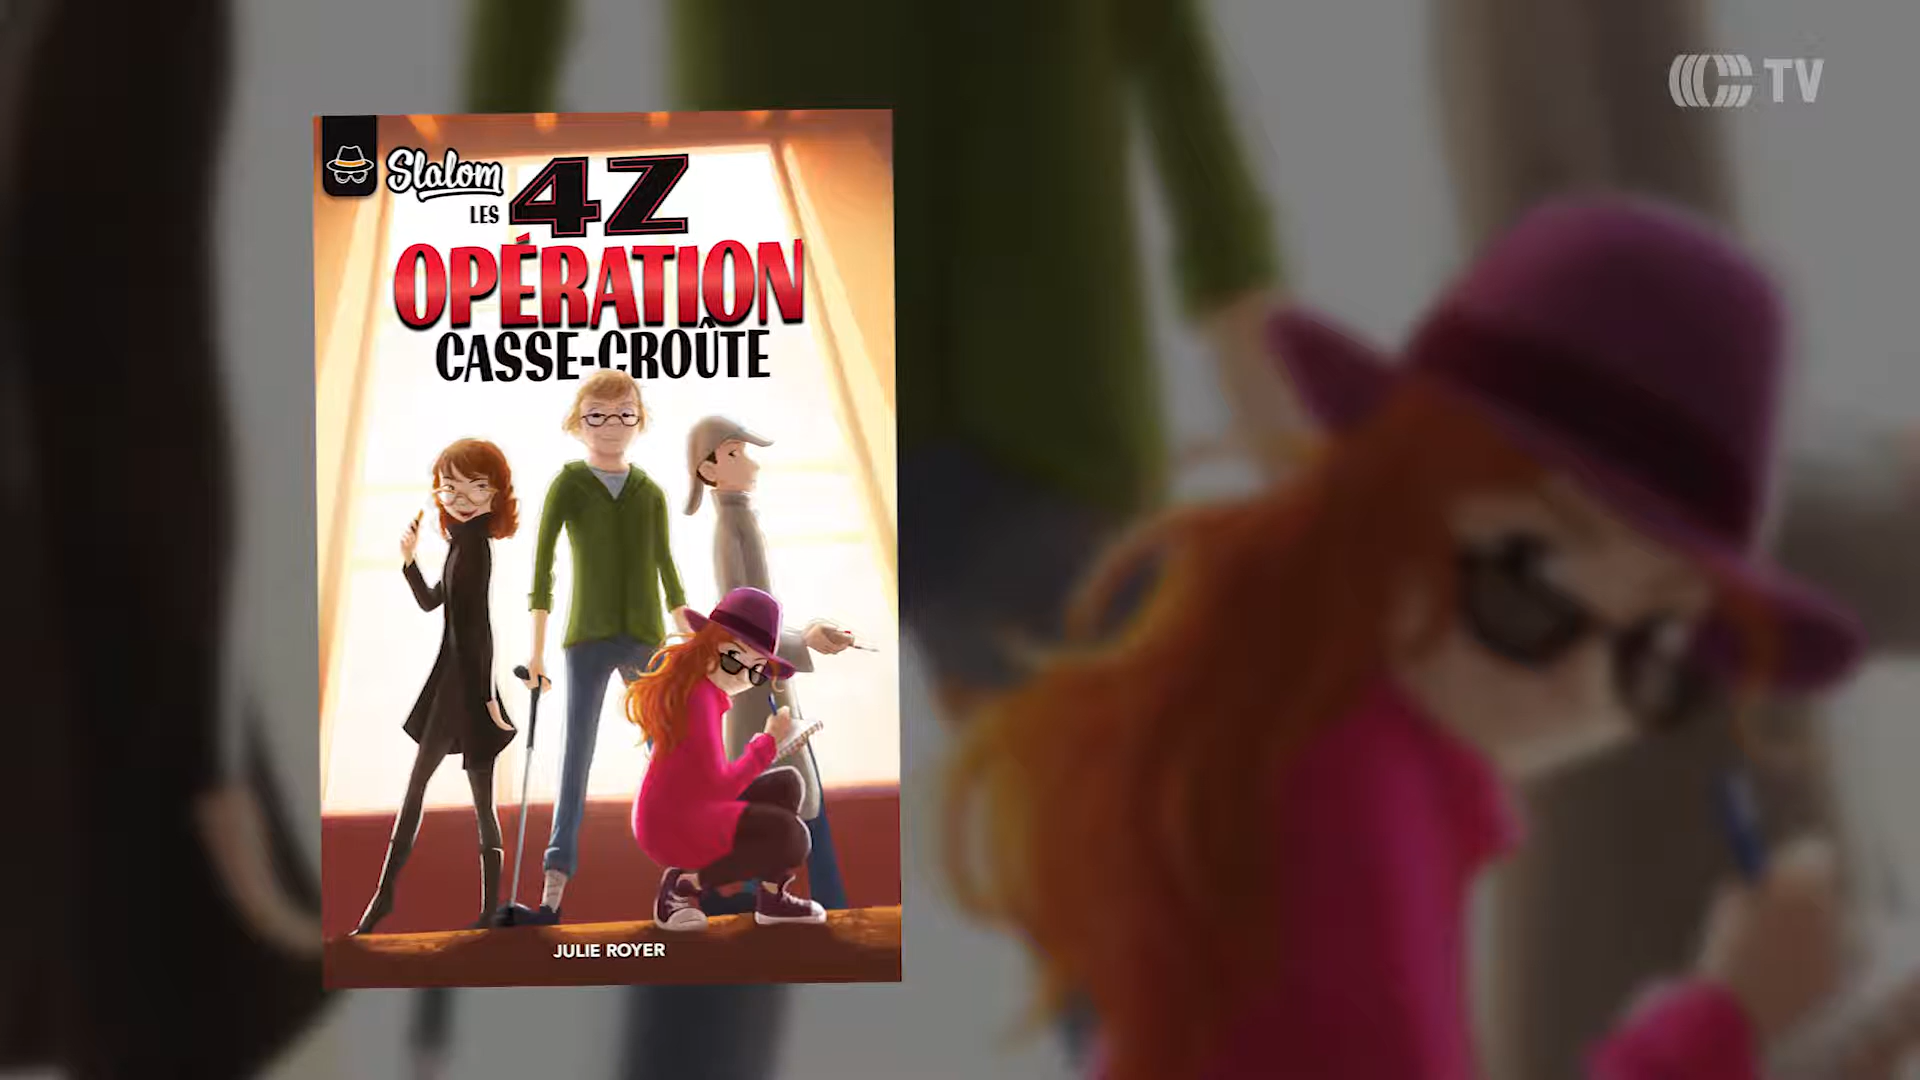 Slalom
LES 4Z
OPÉRATION
CASSE-CROÛTE
JULIE ROYER
TV